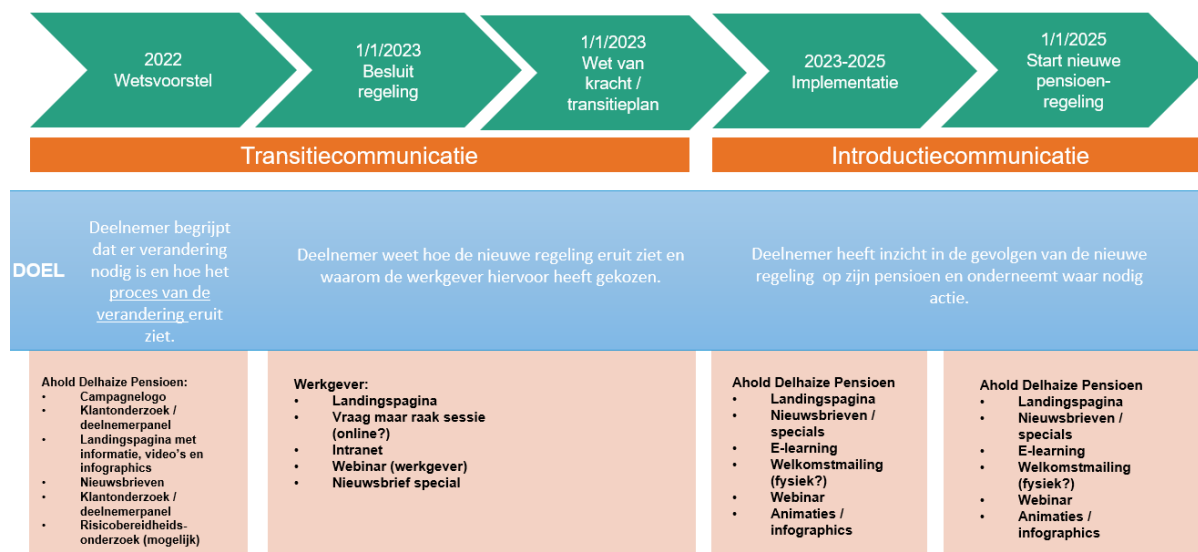 2022
Wetsvoorstel
1/1/2023
Besluit
regeling
1/1/2023
Wet van
kracht /
transitieplan
2023-2025
Implementatie
1/1/2025
Start nieuwe
pensioen-
regeling
Transitiecommunicatie
Introductiecommunicatie
DOEL
Deelnemer begrijpt
dat er verandering
nodig is en hoe het
proces van de
verandering eruit
ziet.
Deelnemer weet hoe de nieuwe regeling eruit ziet en
waarom de werkgever hiervoor heeft gekozen.
Deelnemer heeft inzicht in de gevolgen van de nieuwe
regeling op zijn pensioen en onderneemt waar nodig
actie.
Ahold Delhaize Pensioen:
• Campagnelogo
• Klantonderzoek /
deelnemerpanel
• Landingspagina met
informatie, video's en
infographics
• Nieuwsbrieven
• Klantonderzoek /
deelnemerpanel
• Risicobereidheids-
onderzoek (mogelijk)
Werkgever:
• Landingspagina
• Vraag maar raak sessie
(online?)
• Intranet
• Webinar (werkgever)
• Nieuwsbrief special
Ahold Delhaize Pensioen
• Landingspagina
• Nieuwsbrieven /
specials
• E-learning
• Welkomstmailing
(fysiek?)
• Webinar
• Animaties /
infographics
Ahold Delhaize Pensioen
• Landingspagina
• Nieuwsbrieven /
specials
• E-learning
• Welkomstmailing
(fysiek?)
• Webinar
• Animaties /
infographics